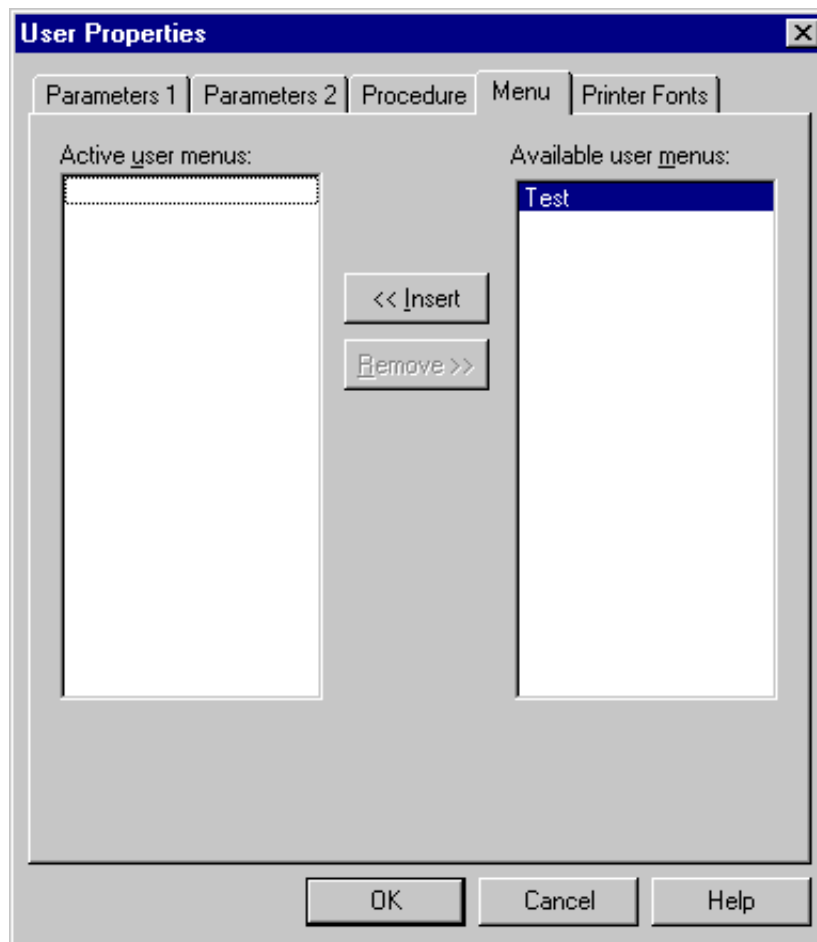 User Properties
Parameters 1 Parameters 2 Procedure Menu Printer Fonts
Active user menus: Available user menus:
Test
<< Insert
Remove >>
OK Cancel Help